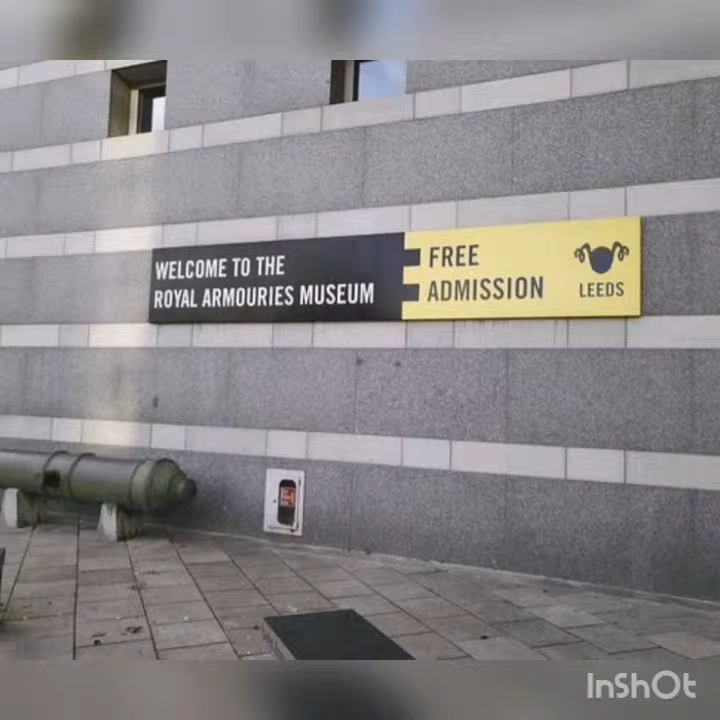 WELCOME TO THE
ROYAL ARMOURIES MUSEUM
FREE
ADMISSION
LEEDS
InShOt